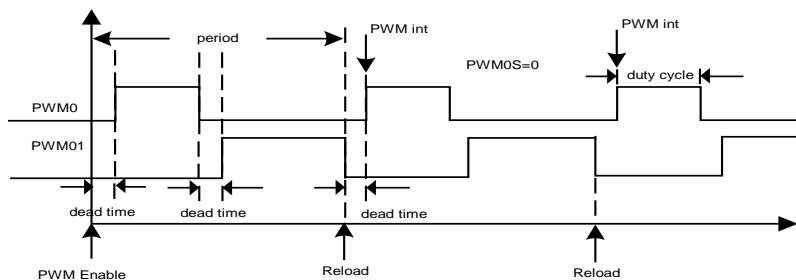 PWM int
PWM int
period
PWM0S=0
duty cycle
PWM0
PWM01
dead time
dead time
dead time
PWM Enable
Reload
Reload